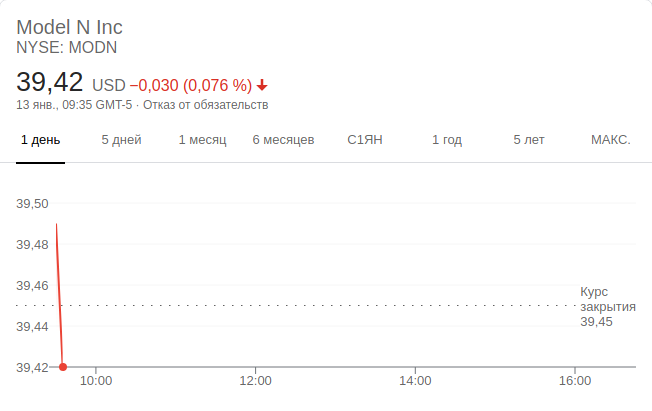 Model N Inc
NYSE: MODN
39,42 USD −0,030 (0,076 %)
13 янв., 09:35 GMT-5 · Отказ от обязательств
1 день 5 дней 1 месяц 6 месяцев С1ЯН 1 год 5 лет МАКС.
39,50
39,48
39,46
39,44
39,42
Курс
закрытия
39,45
10:00 12:00 14:00 16:00